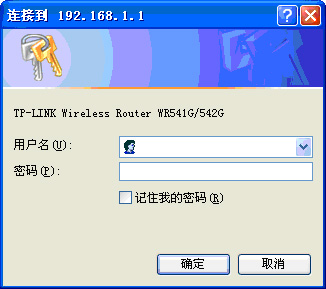 连接到 192.168.1.1
TP-LINK Wireless Router WR541G/542G
用户名(U):
密码(P):
记住我的密码(R)
确定 取消